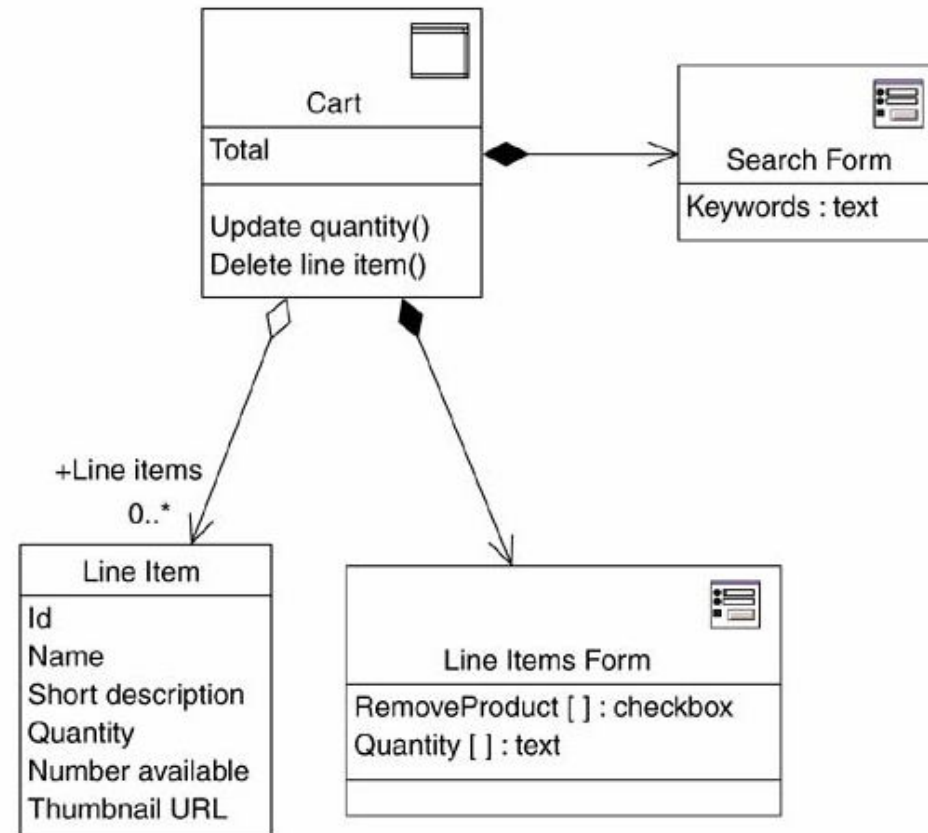 Cart
Total
Update quantity()
Delete line item()
Search Form
Keywords : text
+Line items
0..*
Line Item
Id
Name
Short description
Quantity
Number available
Thumbnail URL
Line Items Form
RemoveProduct [ ] : checkbox
Quantity [ ] : text